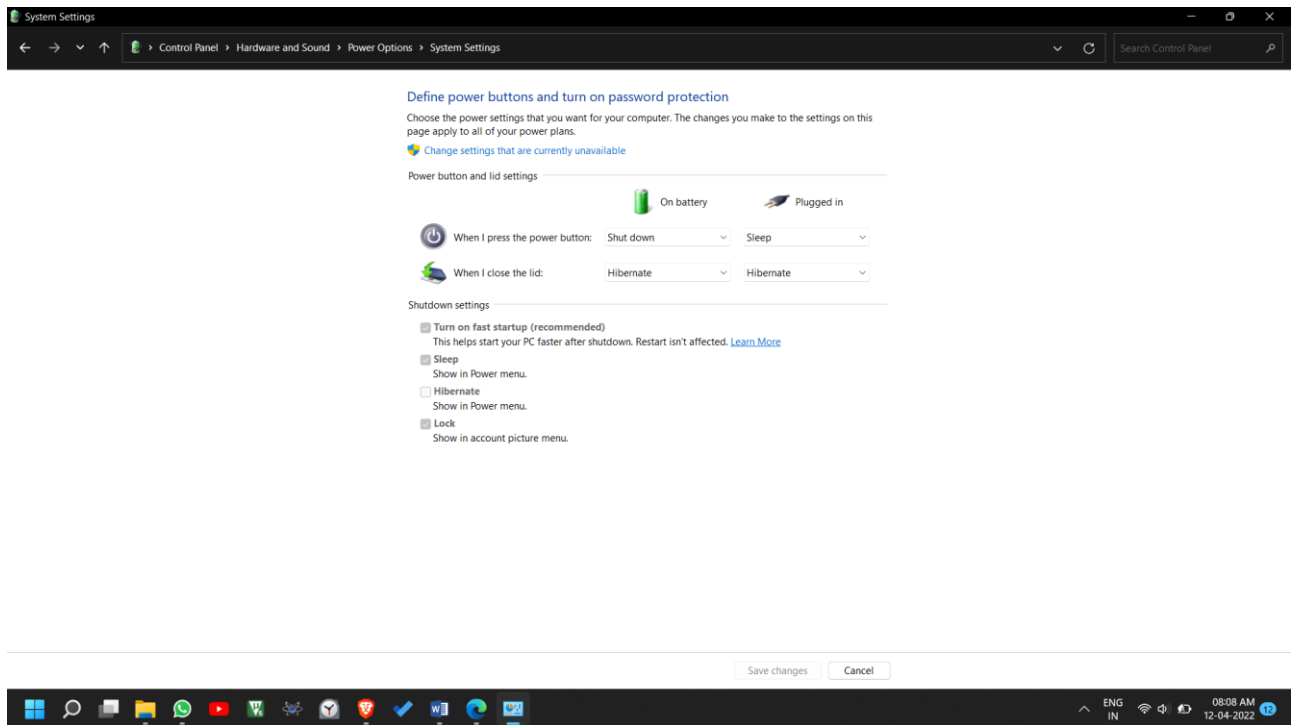 System Settings
Control Panel > Hardware and Sound > Power Options > System Settings
Search Control Panel
Define power buttons and turn on password protection
Choose the power settings that you want for your computer. The changes you make to the settings on this
page apply to all of your power plans.
Change settings that are currently unavailable
Power button and lid settings
On battery Plugged in
When I press the power button: Shut down Sleep
When I close the lid: Hibernate Hibernate
Shutdown settings
Turn on fast startup (recommended)
This helps start your PC faster after shutdown. Restart isn't affected. Learn More
Sleep
Show in Power menu.
Hibernate
Show in Power menu.
Lock
Show in account picture menu.
Save changes Cancel
ENG
IN
08:08 AM
12-04-2022
12